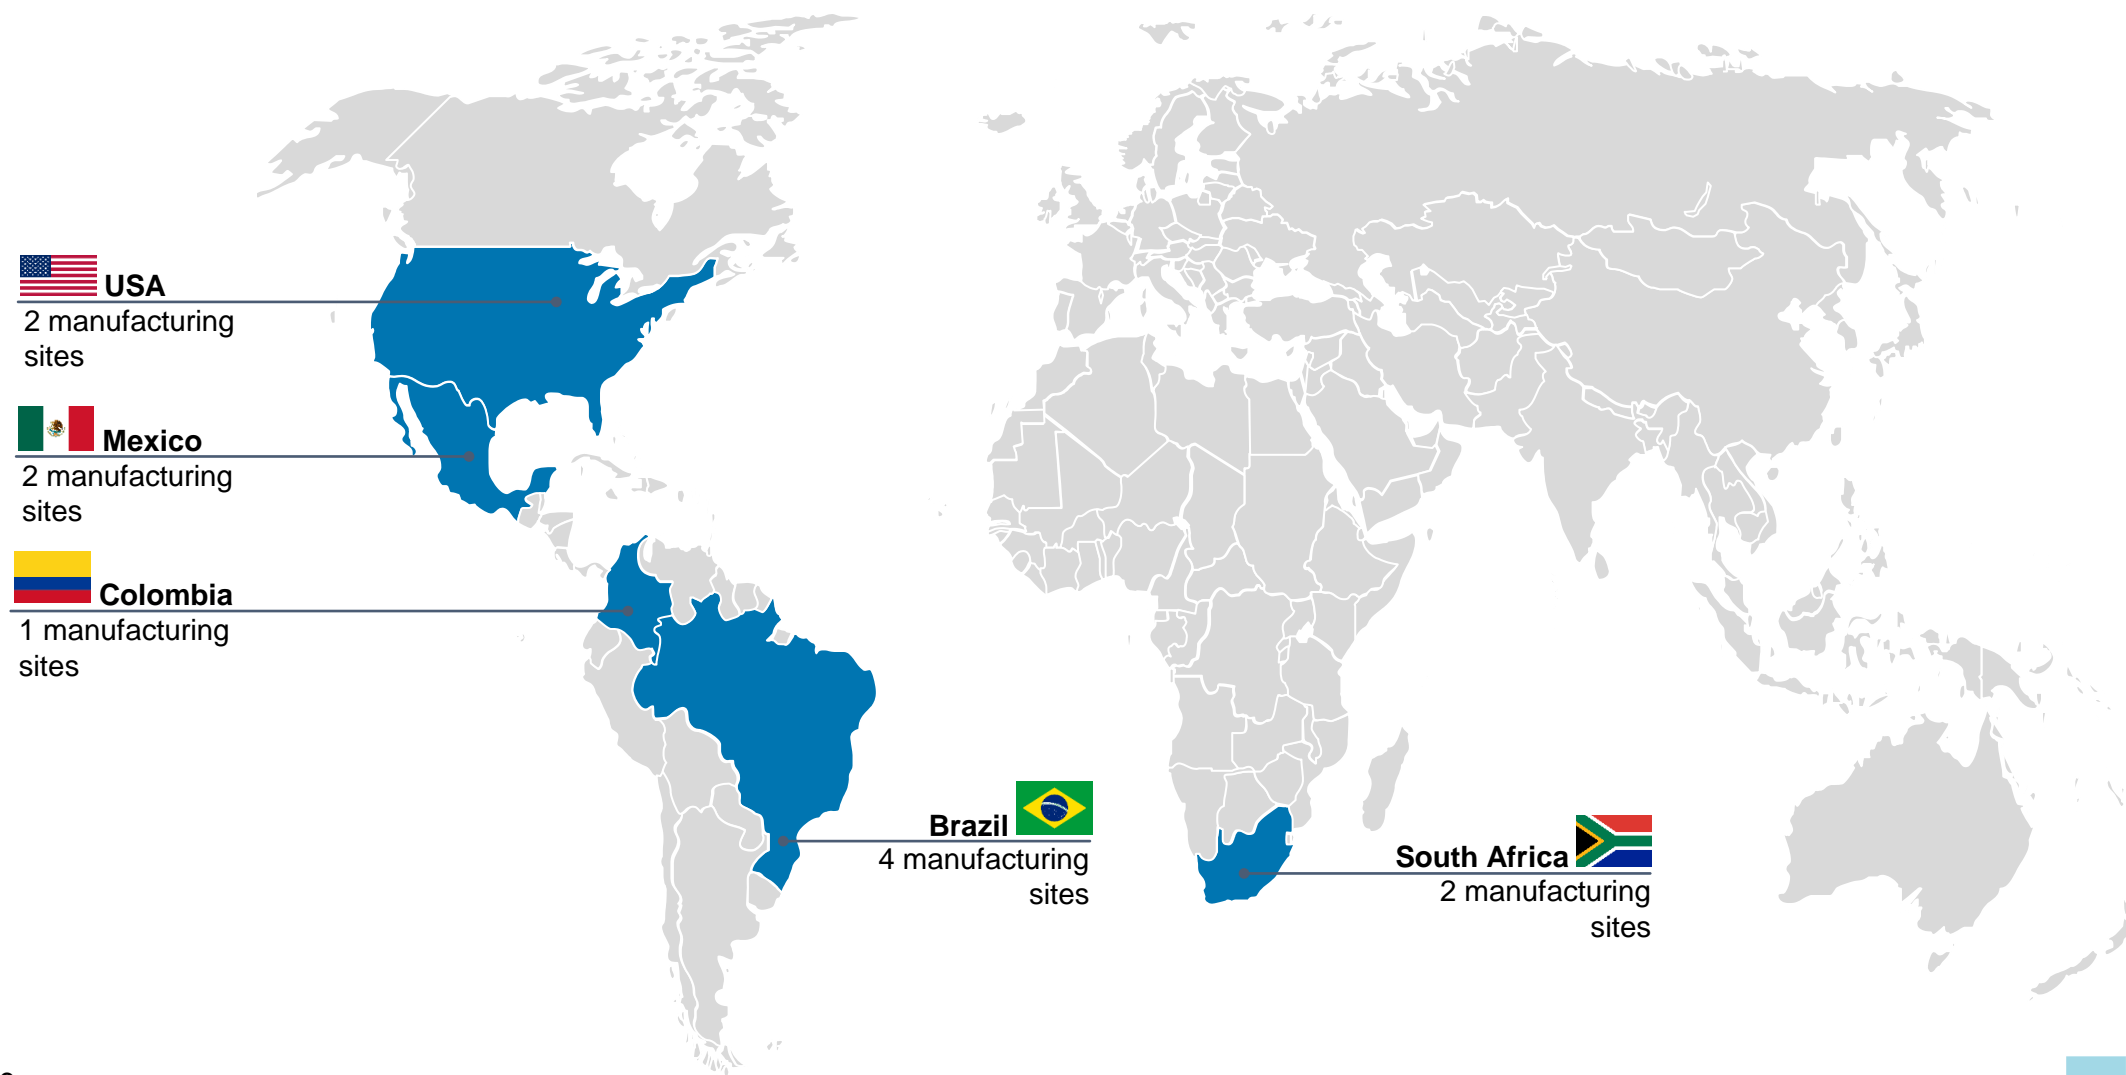 USA
2 manufacturing
sites
Mexico
2 manufacturing
sites
Colombia
1 manufacturing
sites
Brazil
4 manufacturing
sites
South Africa
2 manufacturing
sites